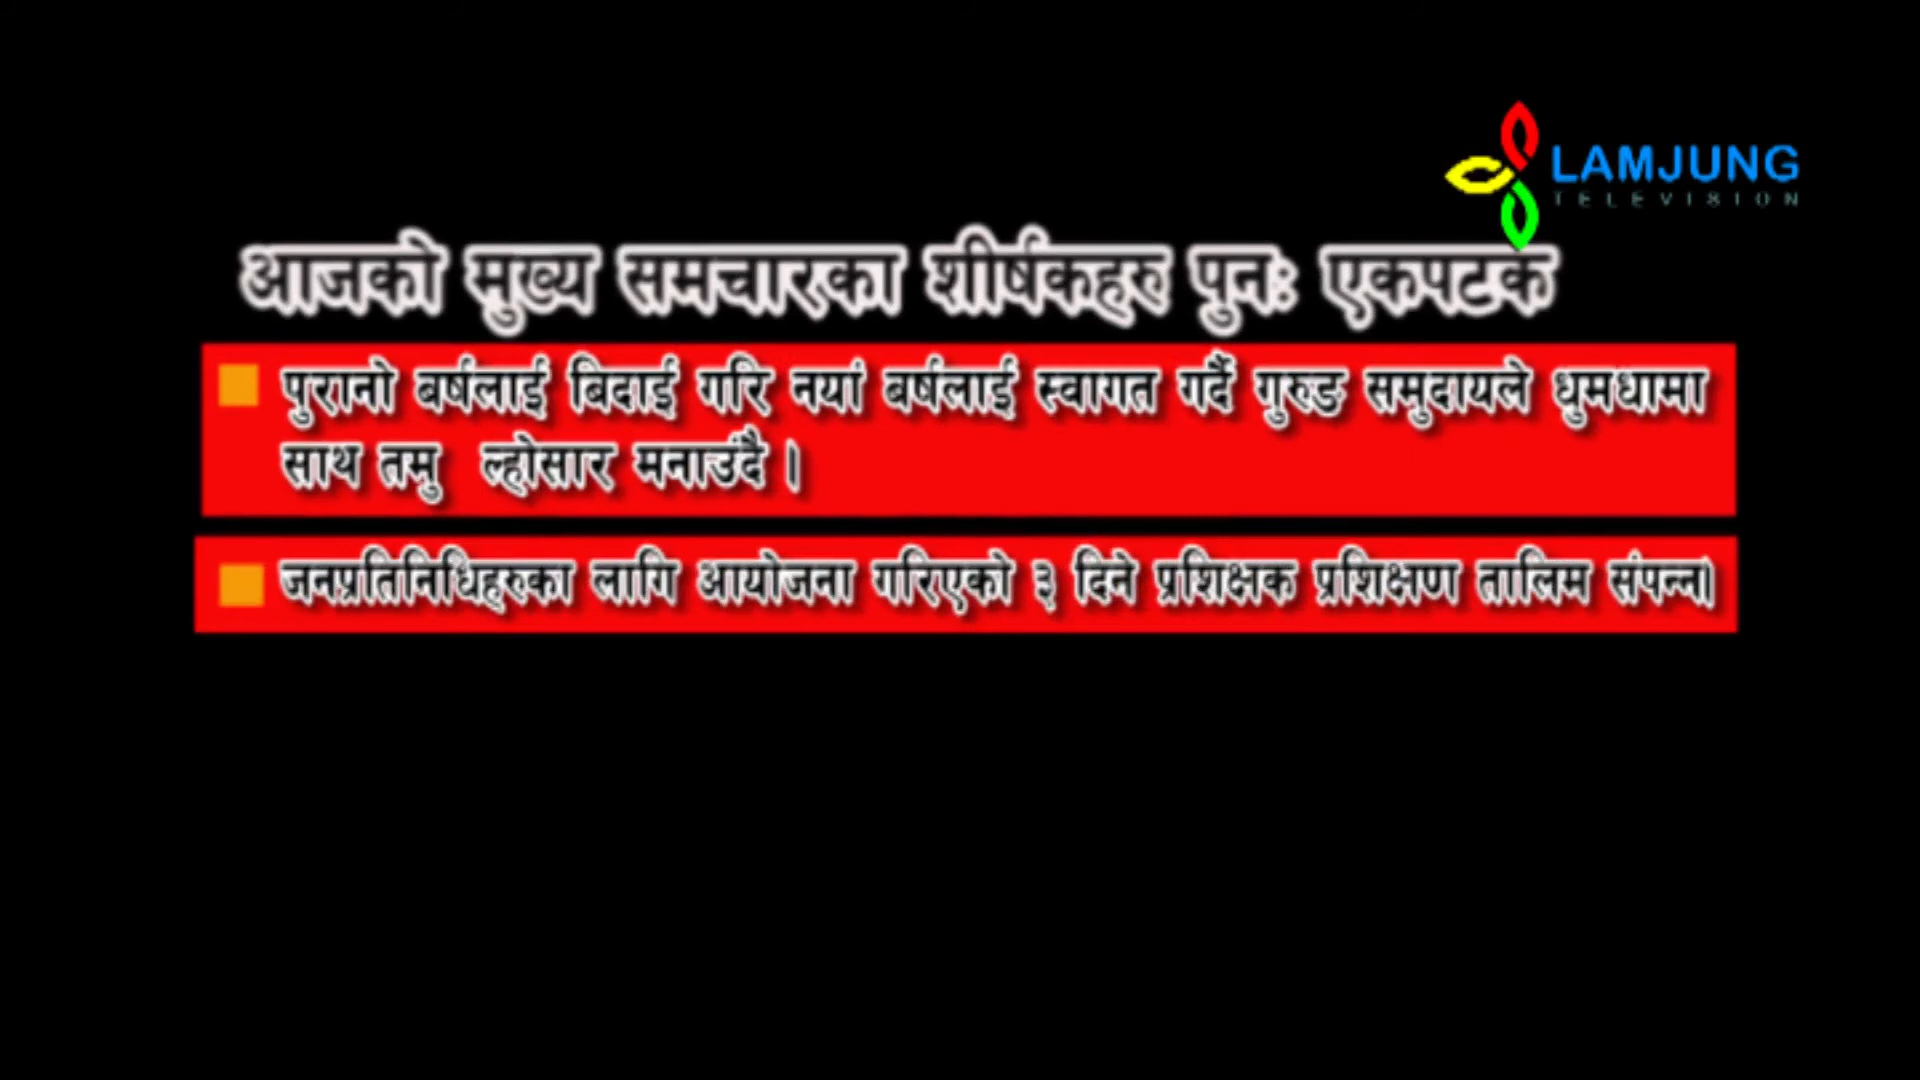 LAMJUNG
TELEVISION
आजको मुख्य समचारका शीर्षकहरु पुनः एकपटक
पुरानो बर्षलाई बिदाई गरि नयां बर्षलाई स्वागत गर्दै गुरुङ समुदायले धुमधामा
साथ तमु ल्होसार मनाउंदै ।
जनप्रतिनिधिहरुका लागि आयोजना गरिएको ३ दिने प्रशिक्षक प्रशिक्षण तालिम संपन्न।